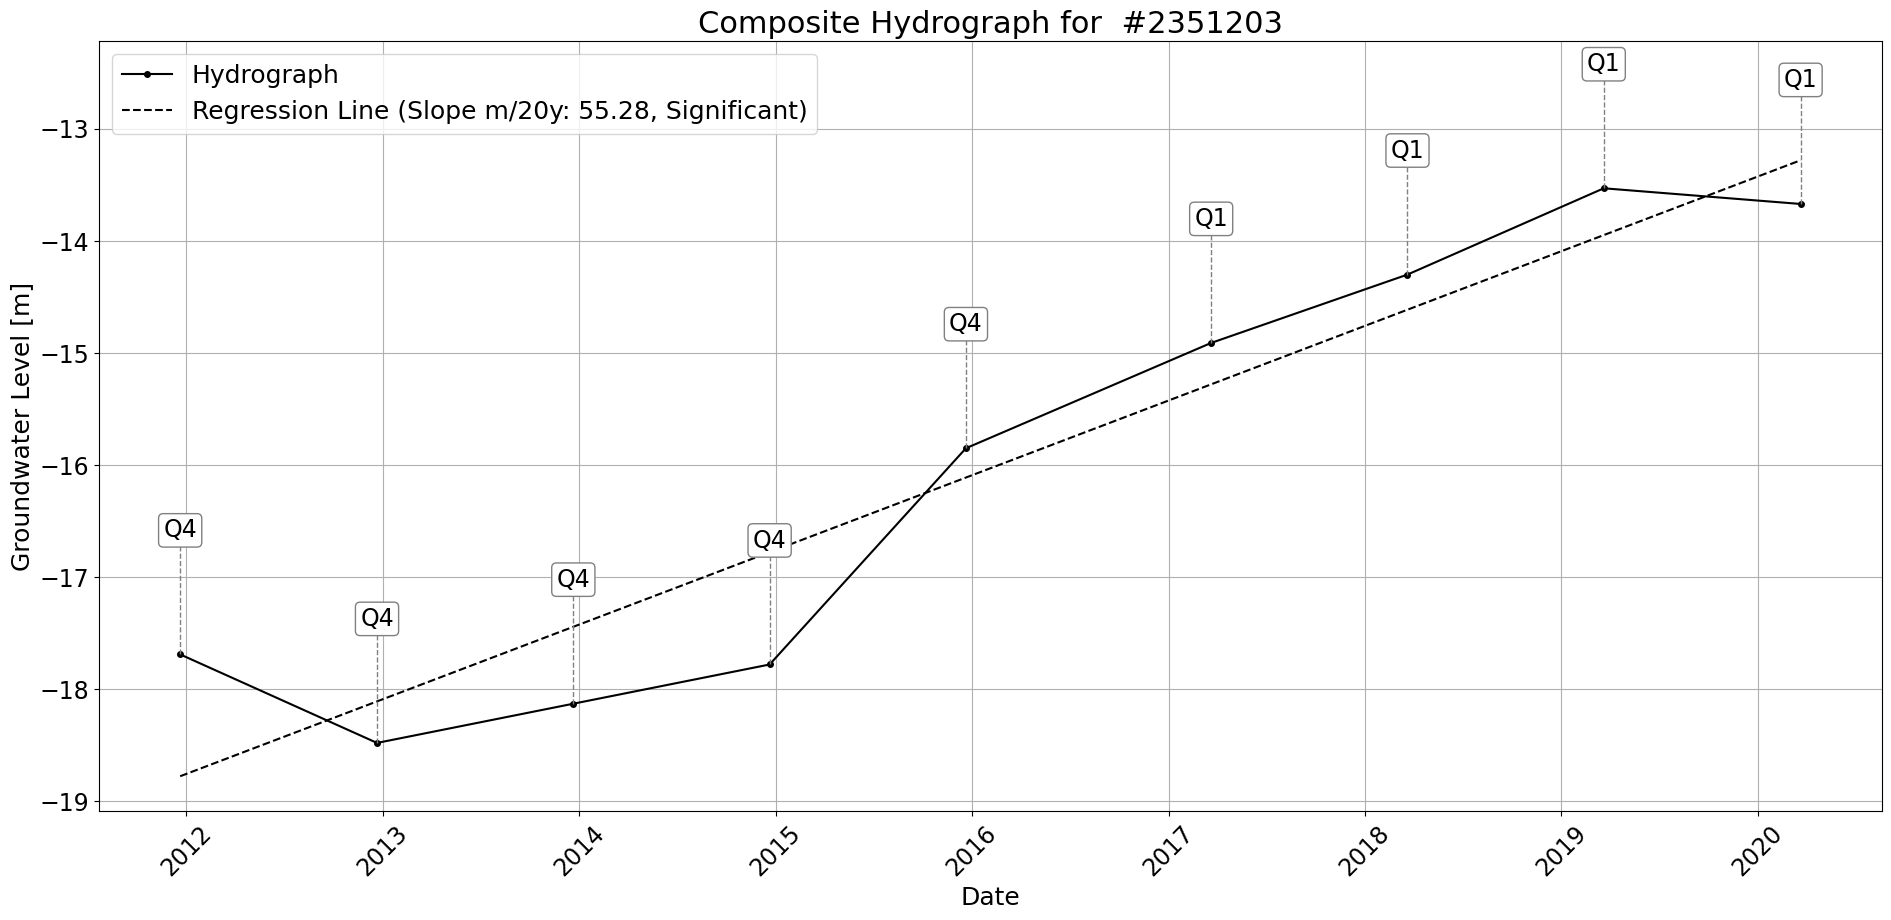 Composite Hydrograph for  #2351203
Hydrograph
Regression Line (Slope m/20y: 55.28, Significant)
Groundwater Level [m]
−13
−14
−15
−16
−17
−18
−19
Q4
Q4
Q4
Q4
Q4
Q1
Q1
Q1
Q1
2012
2013
2014
2015
2016
2017
2018
2019
2020
Date